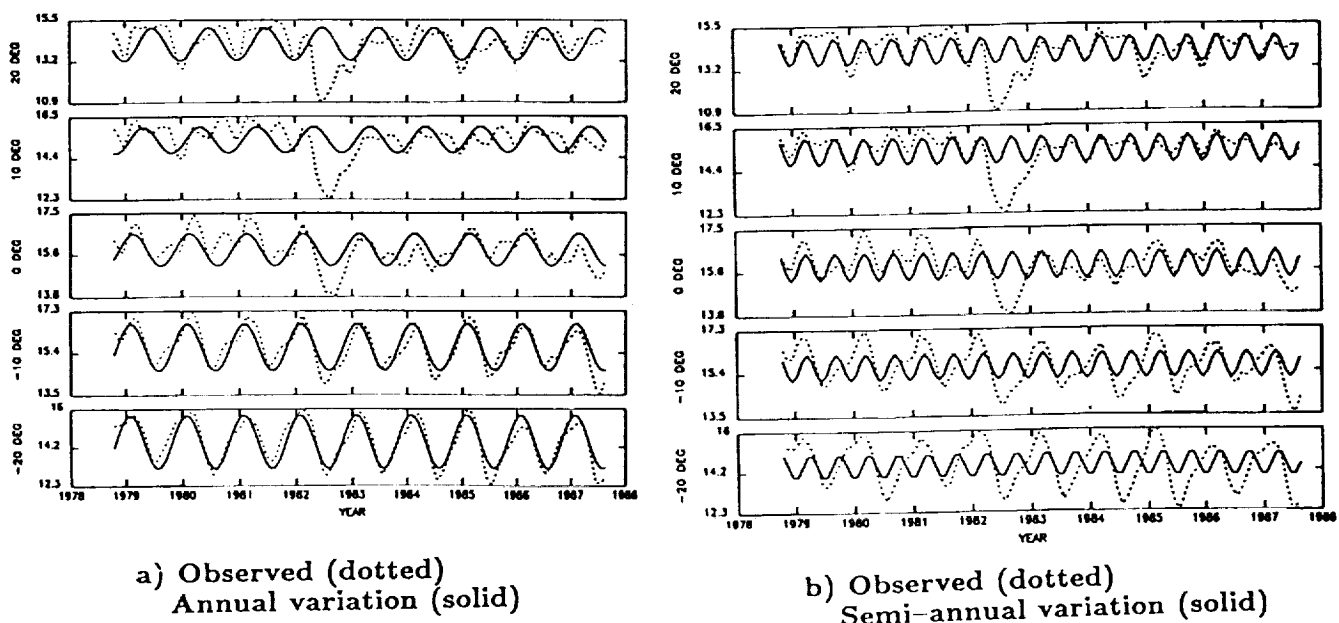 15.5
20 DEG
13.2
10.9
16.5
10 DEG
14.4
12.3
17.5
0 DEG
15.6
13.8
17.3
-10 DEG
15.4
13.5
16
-20 DEG
14.2
12.3
1978 1979 1980 1981 1982 1983 1984 1985 1986 1987 1988
YEAR
a) Observed (dotted)
Annual variation (solid)
15.5
20 DEG
13.2
10.9
16.5
10 DEG
14.4
12.3
17.5
0 DEG
15.6
13.8
17.3
-10 DEG
15.4
13.5
16
-20 DEG
14.2
12.3
1978 1979 1980 1981 1982 1983 1984 1985 1986 1987 1988
YEAR
b) Observed (dotted)
Semi-annual variation (solid)